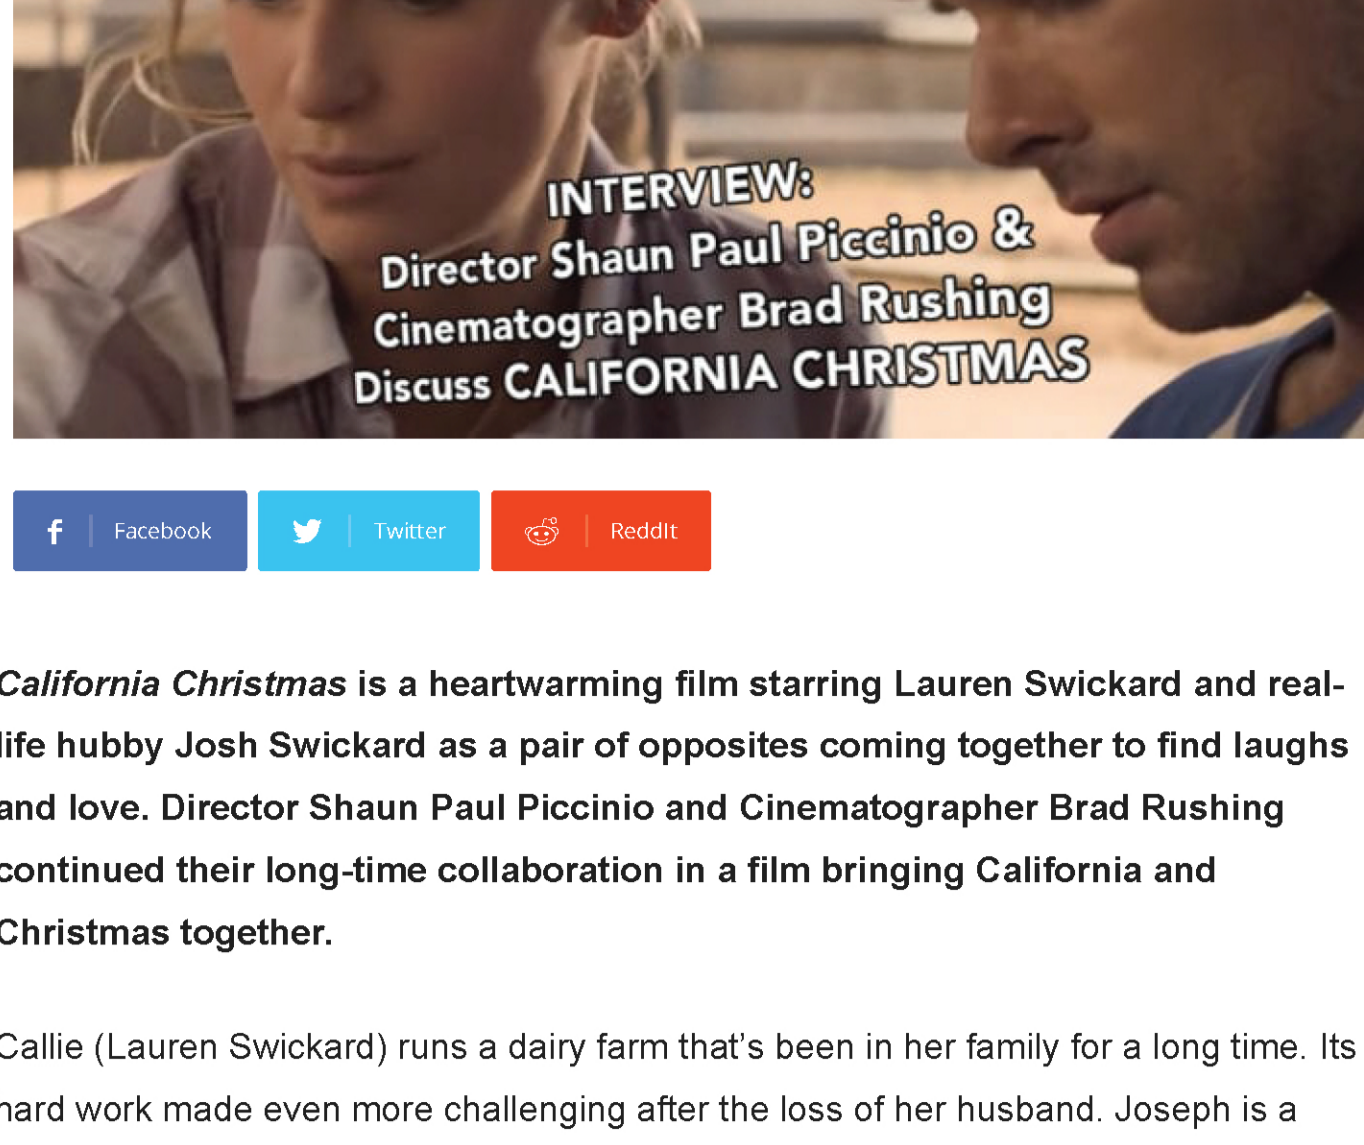 INTERVIEW:
Director Shaun Paul Piccinio &
Cinematographer Brad Rushing
Discuss CALIFORNIA CHRISTMAS
Facebook
Twitter
ReddIt
California Christmas is a heartwarming film starring Lauren Swickard and real-
life hubby Josh Swickard as a pair of opposites coming together to find laughs
and love. Director Shaun Paul Piccinio and Cinematographer Brad Rushing
continued their long-time collaboration in a film bringing California and
Christmas together.
Callie (Lauren Swickard) runs a dairy farm that’s been in her family for a long time. Its
hard work made even more challenging after the loss of her husband. Joseph is a